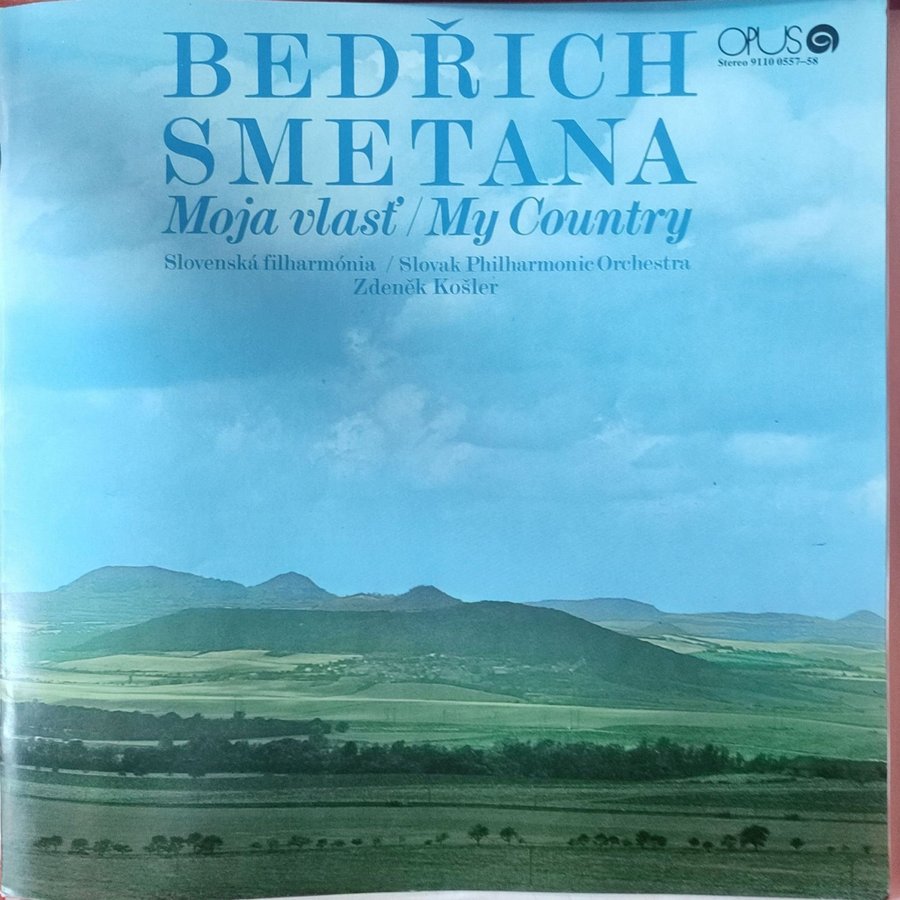 BEDŘICH
SMETANA
Moja vlasť / My Country
Slovenská filharmónia / Slovak Philharmonic Orchestra
Zdeněk Košler
OPUS
Stereo 9110 0557–58